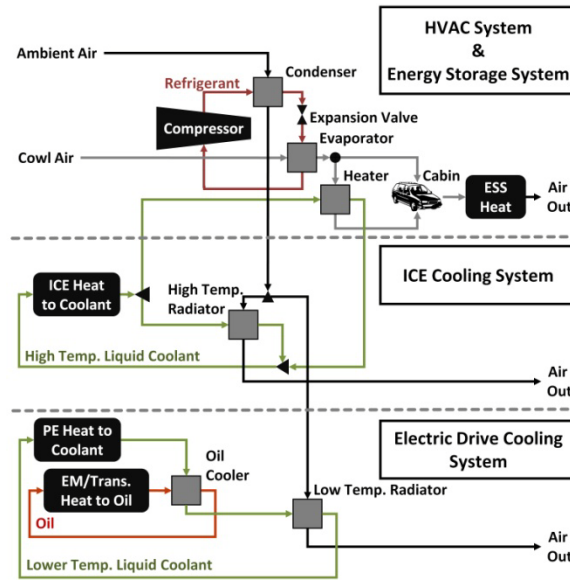 HVAC System
&
Energy Storage System
Ambient Air
Condenser
Refrigerant
Expansion Valve
Compressor
Evaporator
Cowl Air
Heater
Cabin
ESS
Heat
Air
Out
ICE Cooling System
ICE Heat
to Coolant
High Temp.
Radiator
High Temp. Liquid Coolant
Air
Out
Electric Drive Cooling
System
PE Heat to
Coolant
Oil
Cooler
EM/Trans.
Heat to Oil
Low Temp. Radiator
Oil
Lower Temp. Liquid Coolant
Air
Out